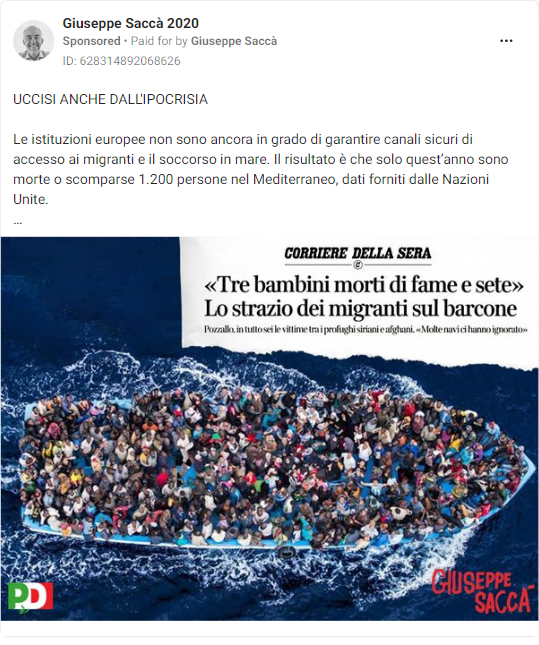 Giuseppe Saccà 2020
Sponsored • Paid for by Giuseppe Saccà
ID: 628314892068626
UCCISI ANCHE DALL'IPOCRISIA
Le istituzioni europee non sono ancora in grado di garantire canali sicuri di
accesso ai migranti e il soccorso in mare. Il risultato è che solo quest'anno sono
morte o scomparse 1.200 persone nel Mediterraneo, dati forniti dalle Nazioni
Unite.
...
CORRIERE DELLA SERA
«Tre bambini morti di fame e sete»
Lo strazio dei migranti sul barcone
Pozzallo, in tutto sei le vittime tra i profughi siriani e afghani. «Molte navi ci hanno ignorato»
PD
GIUSEPPE
SACCÀ